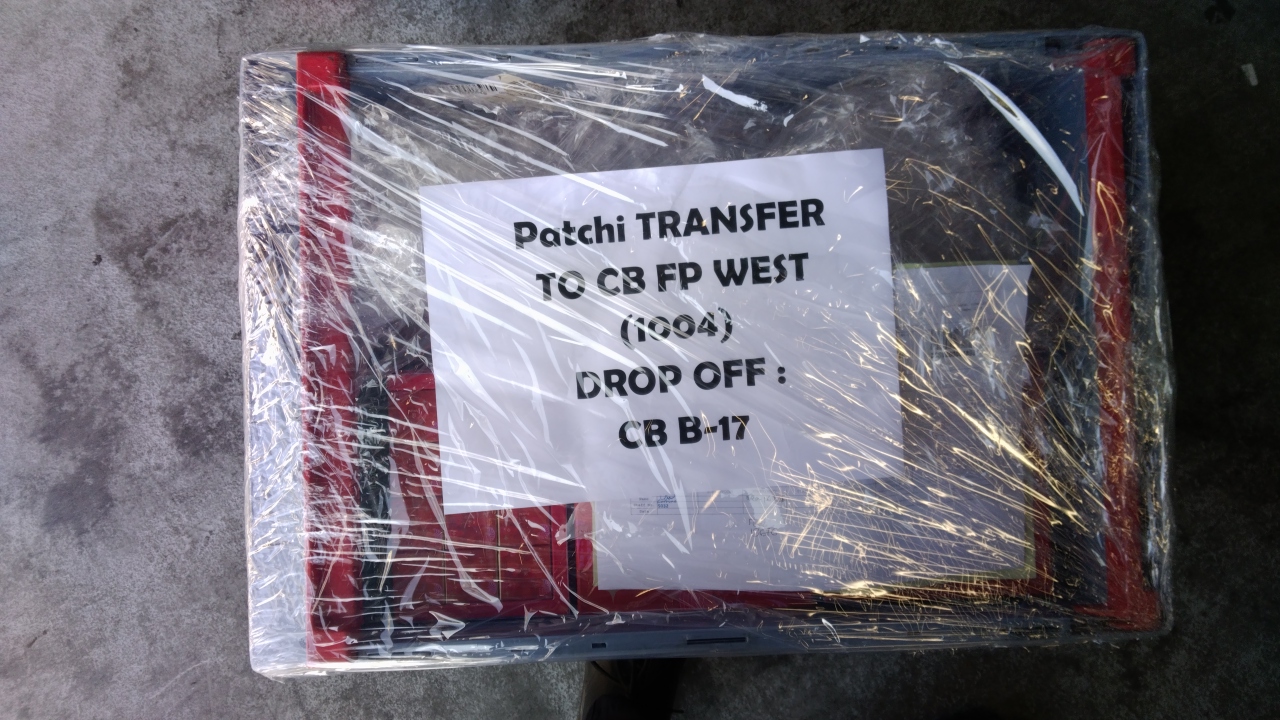 Patchi TRANSFER
TO CB FP WEST
(1004)
DROP OFF :
CB B-17